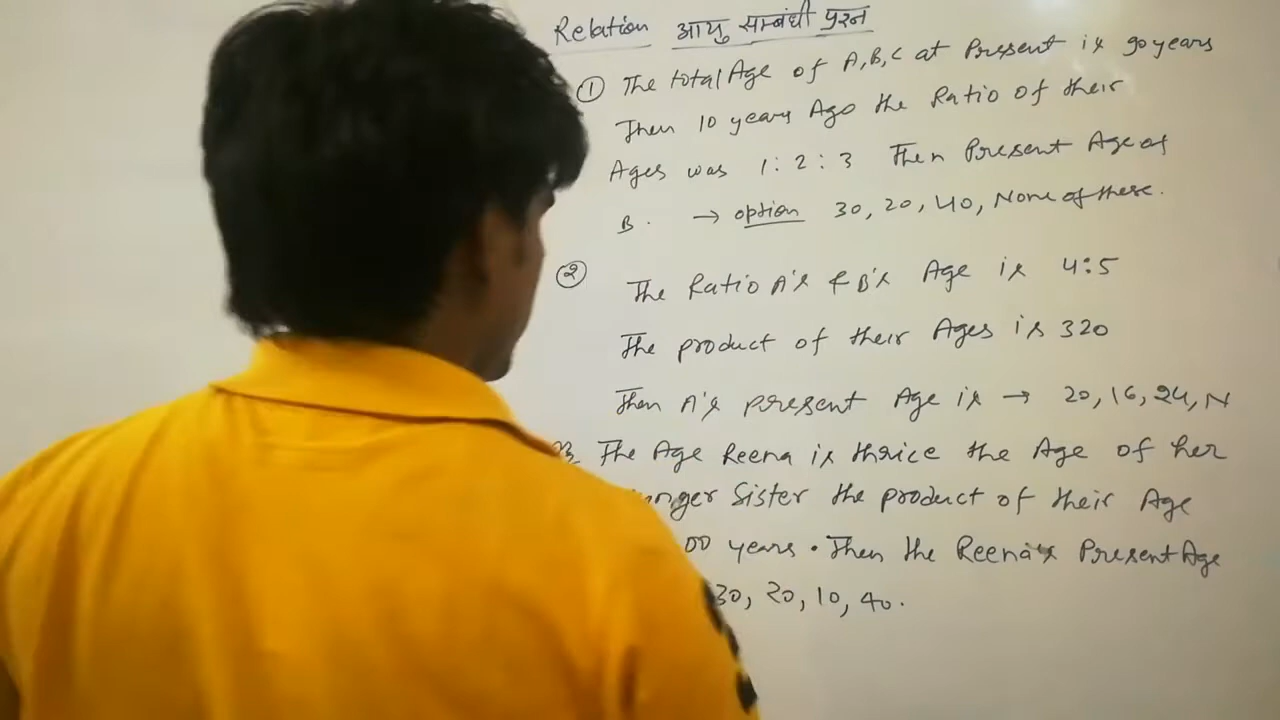 Relation आयु सम्बंधी प्रश्न
① The total Age of A, B, C at Present is 90 years
Then 10 years Ago the Ratio of their
Ages was 1 : 2 : 3 Then Present Age of
B. → option 30, 20, 40, None of these.
② The Ratio A's & B's Age is 4:5
The product of their Ages is 320
Then A's present Age is → 20, 16, 24, N
3 The Age Reena is thrice the Age of her
nger Sister the product of their Age
00 years. Then the Reena's Present Age
30, 20, 10, 40.